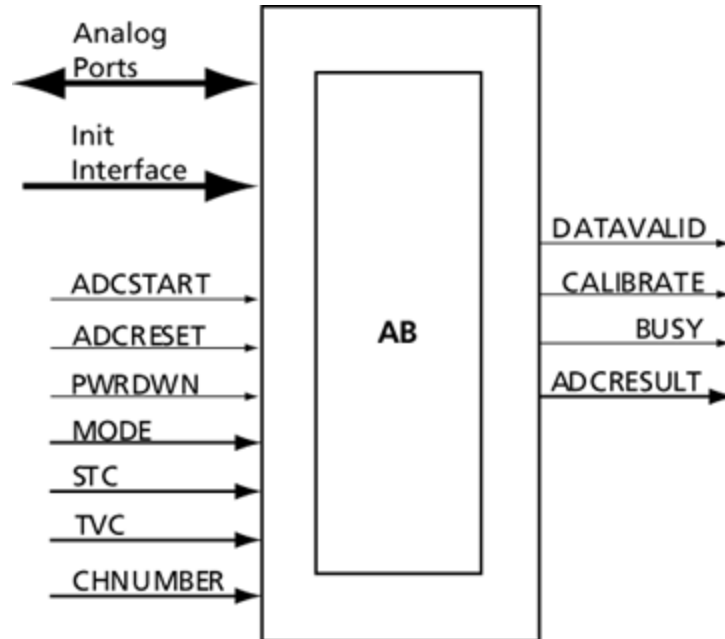 Analog
Ports
Init
Interface
ADCSTART
ADCRESET
PWRDWN
MODE
STC
TVC
CHNUMBER
AB
DATAVALID
CALIBRATE
BUSY
ADCRESULT